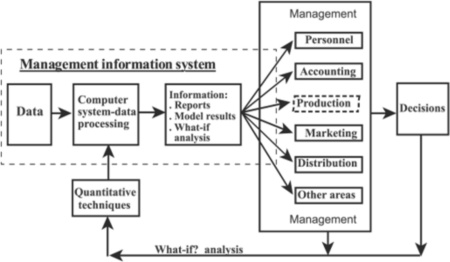 Management
Management information system
Personnel
Accounting
Production
Marketing
Distribution
Other areas
Management
Data
Computer
system-data
processing
Information:
. Reports
. Model results
. What-if
analysis
Decisions
Quantitative
techniques
What-if? analysis